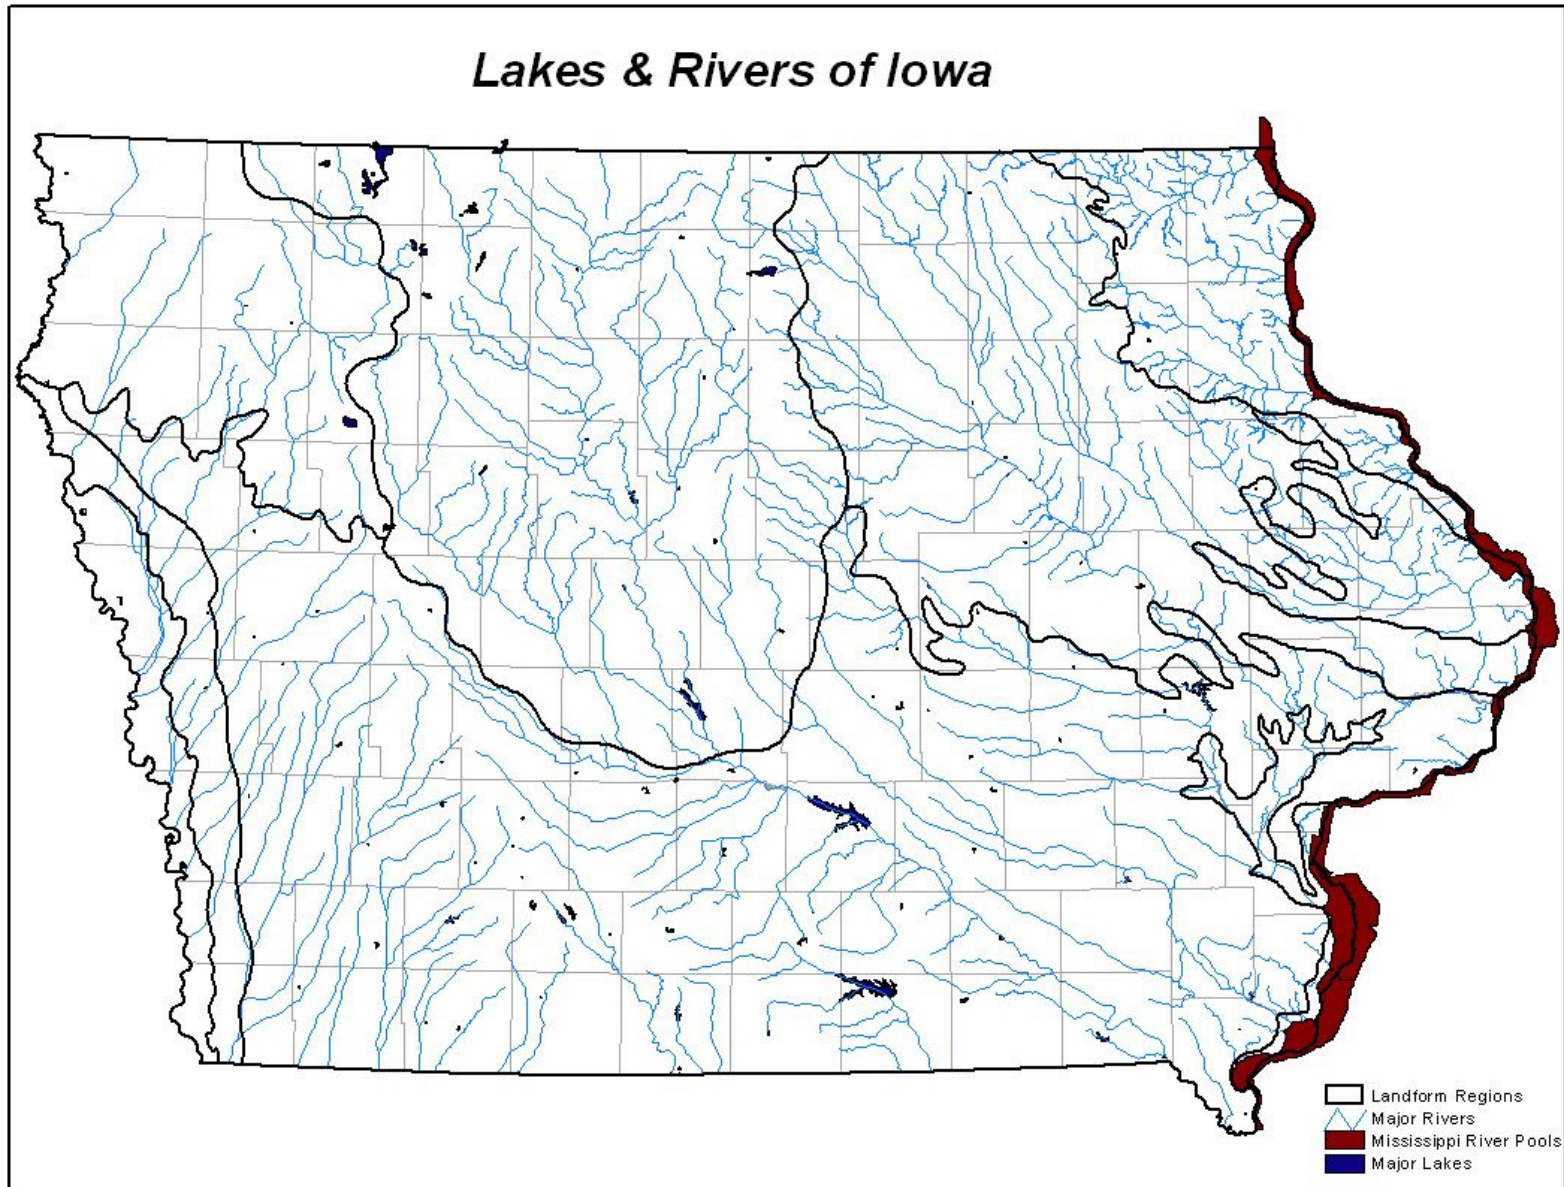 Lakes & Rivers of Iowa
Landform Regions
Major Rivers
Mississippi River Pools
Major Lakes